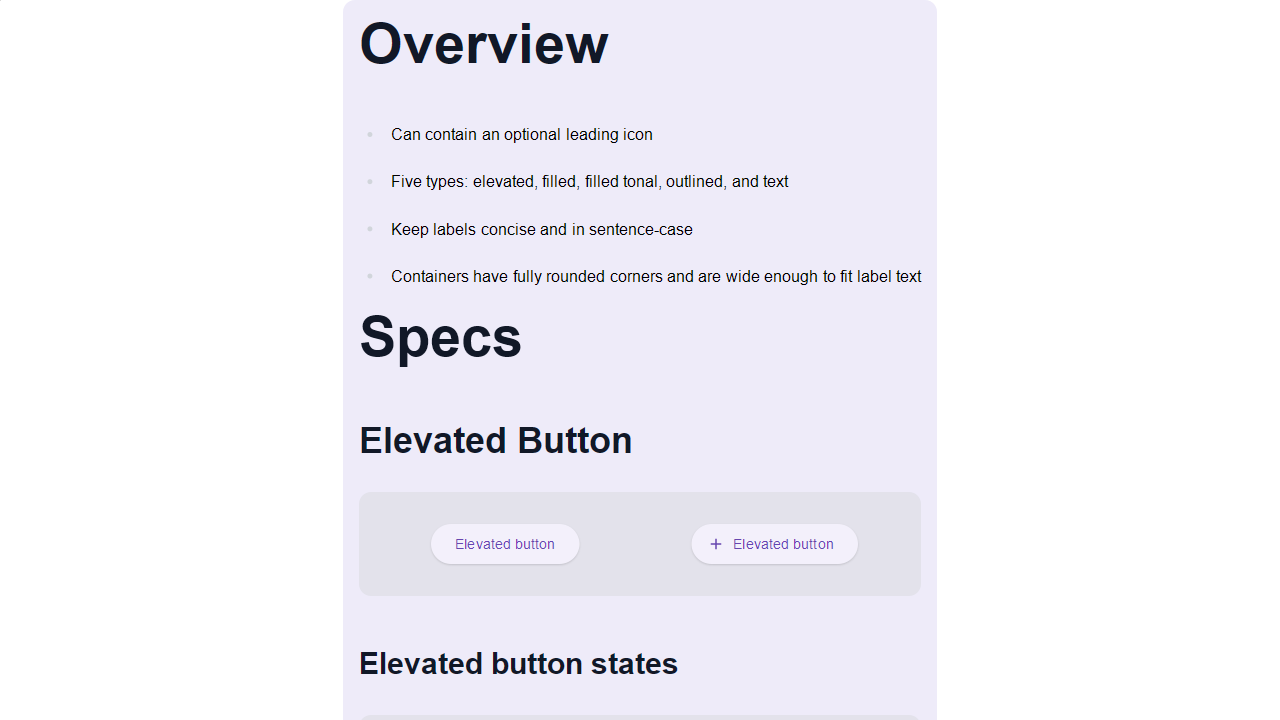 Overview
Can contain an optional leading icon
Five types: elevated, filled, filled tonal, outlined, and text
Keep labels concise and in sentence-case
Containers have fully rounded corners and are wide enough to fit label text
Specs
Elevated Button
Elevated button
Elevated button
Elevated button states